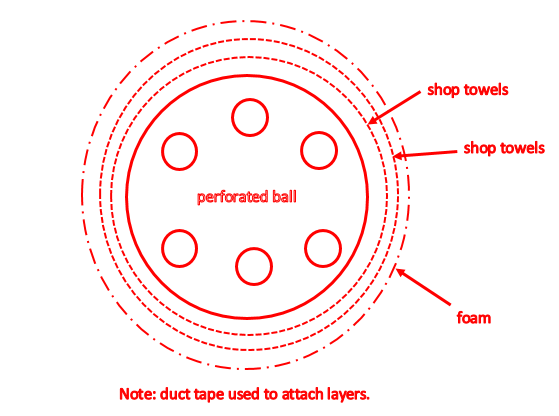 shop towels
shop towels
perforated ball
foam
Note: duct tape used to attach layers.